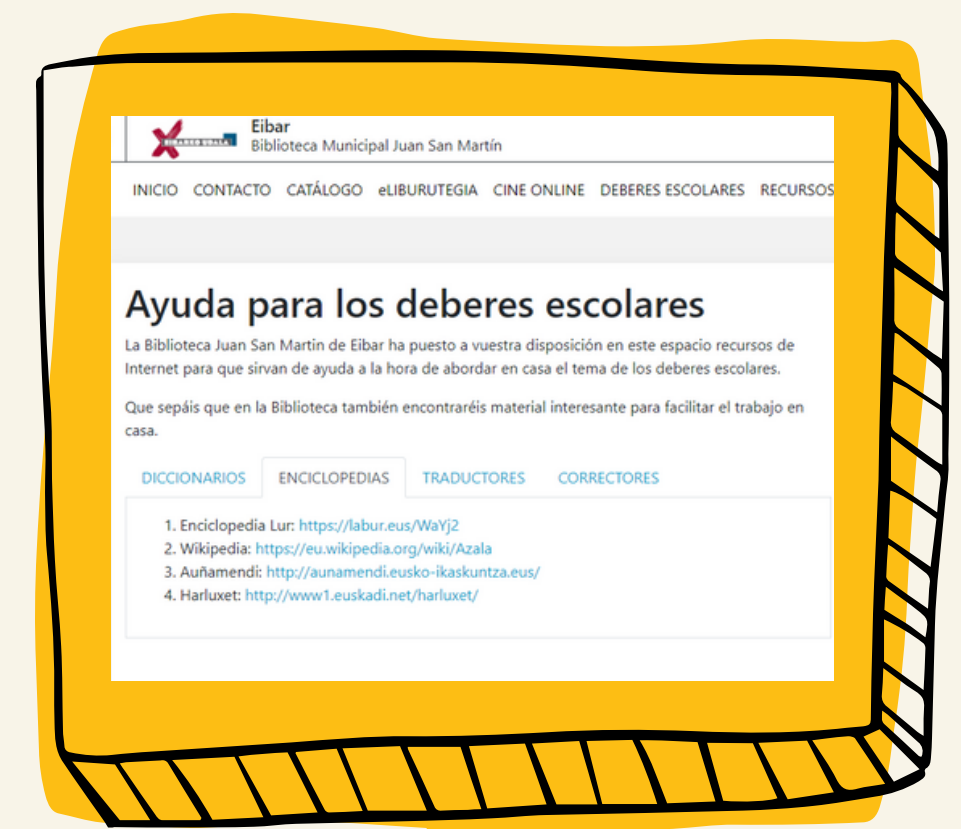 Eibar
Biblioteca Municipal Juan San Martín
INICIO CONTACTO CATÁLOGO eLIBURUTEGIA CINE ONLINE DEBERES ESCOLARES RECURSOS
Ayuda para los deberes escolares
La Biblioteca Juan San Martin de Eibar ha puesto a vuestra disposición en este espacio recursos de
Internet para que sirvan de ayuda a la hora de abordar en casa el tema de los deberes escolares.
Que sepáis que en la Biblioteca también encontraréis material interesante para facilitar el trabajo en
casa.
DICCIONARIOS ENCICLOPEDIAS TRADUCTORES CORRECTORES
1. Enciclopedia Lur: https://labur.eus/WaYj2
2. Wikipedia: https://eu.wikipedia.org/wiki/Azala
3. Auñamendi: http://aunamendi.eusko-ikaskuntza.eus/
4. Harluxet: http://www1.euskadi.net/harluxet/